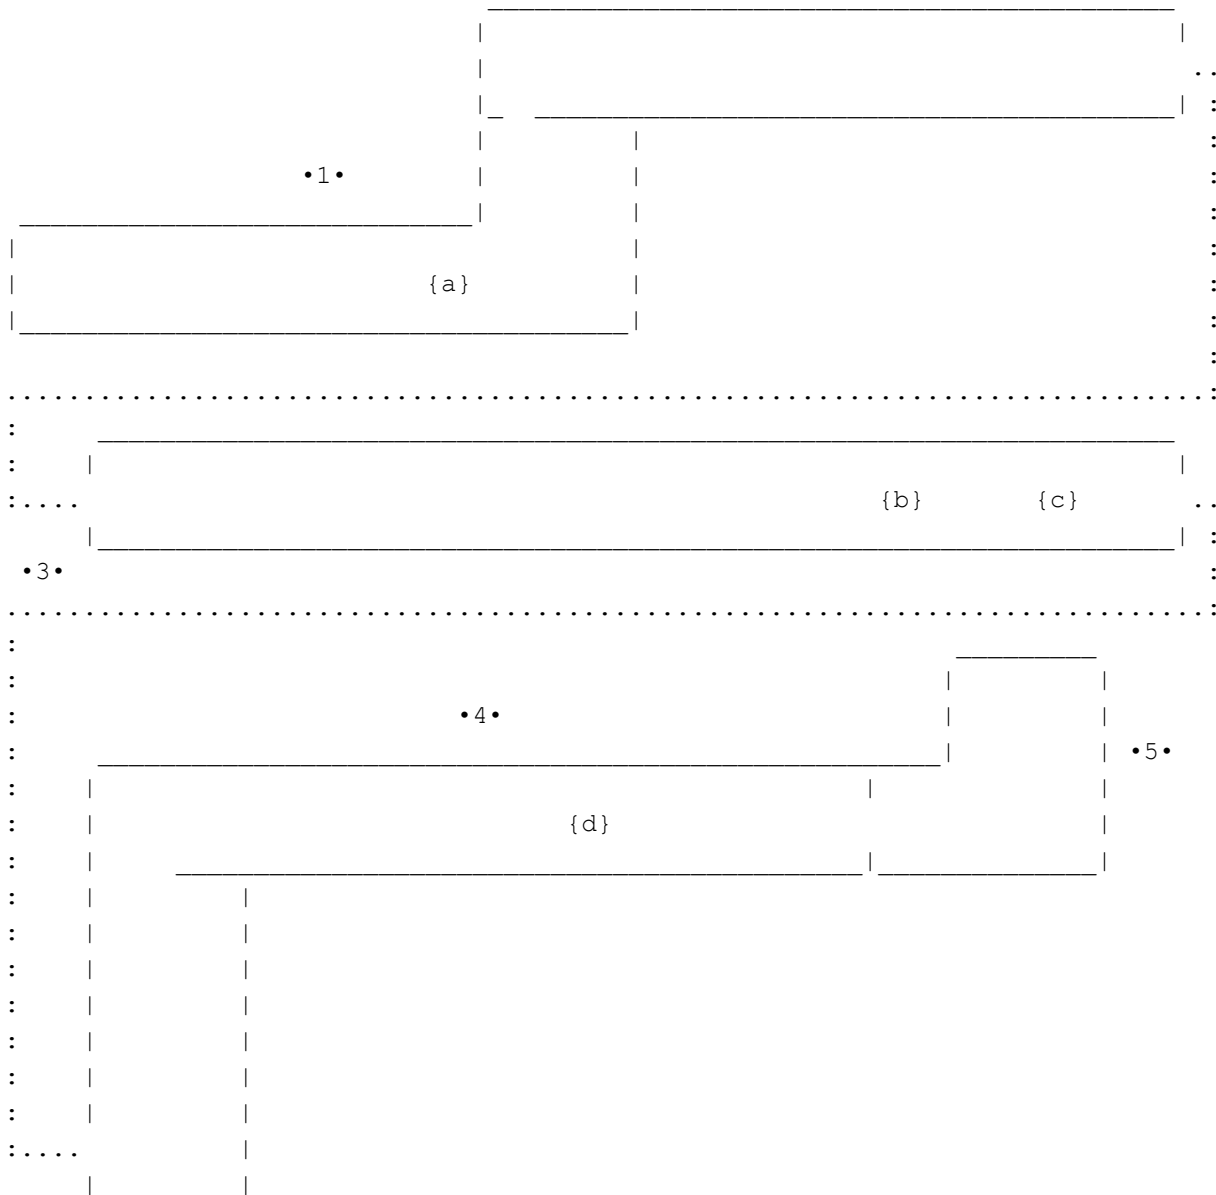 •1•
{a}
{b} {c}
•3•
•4•
•5•
{d}